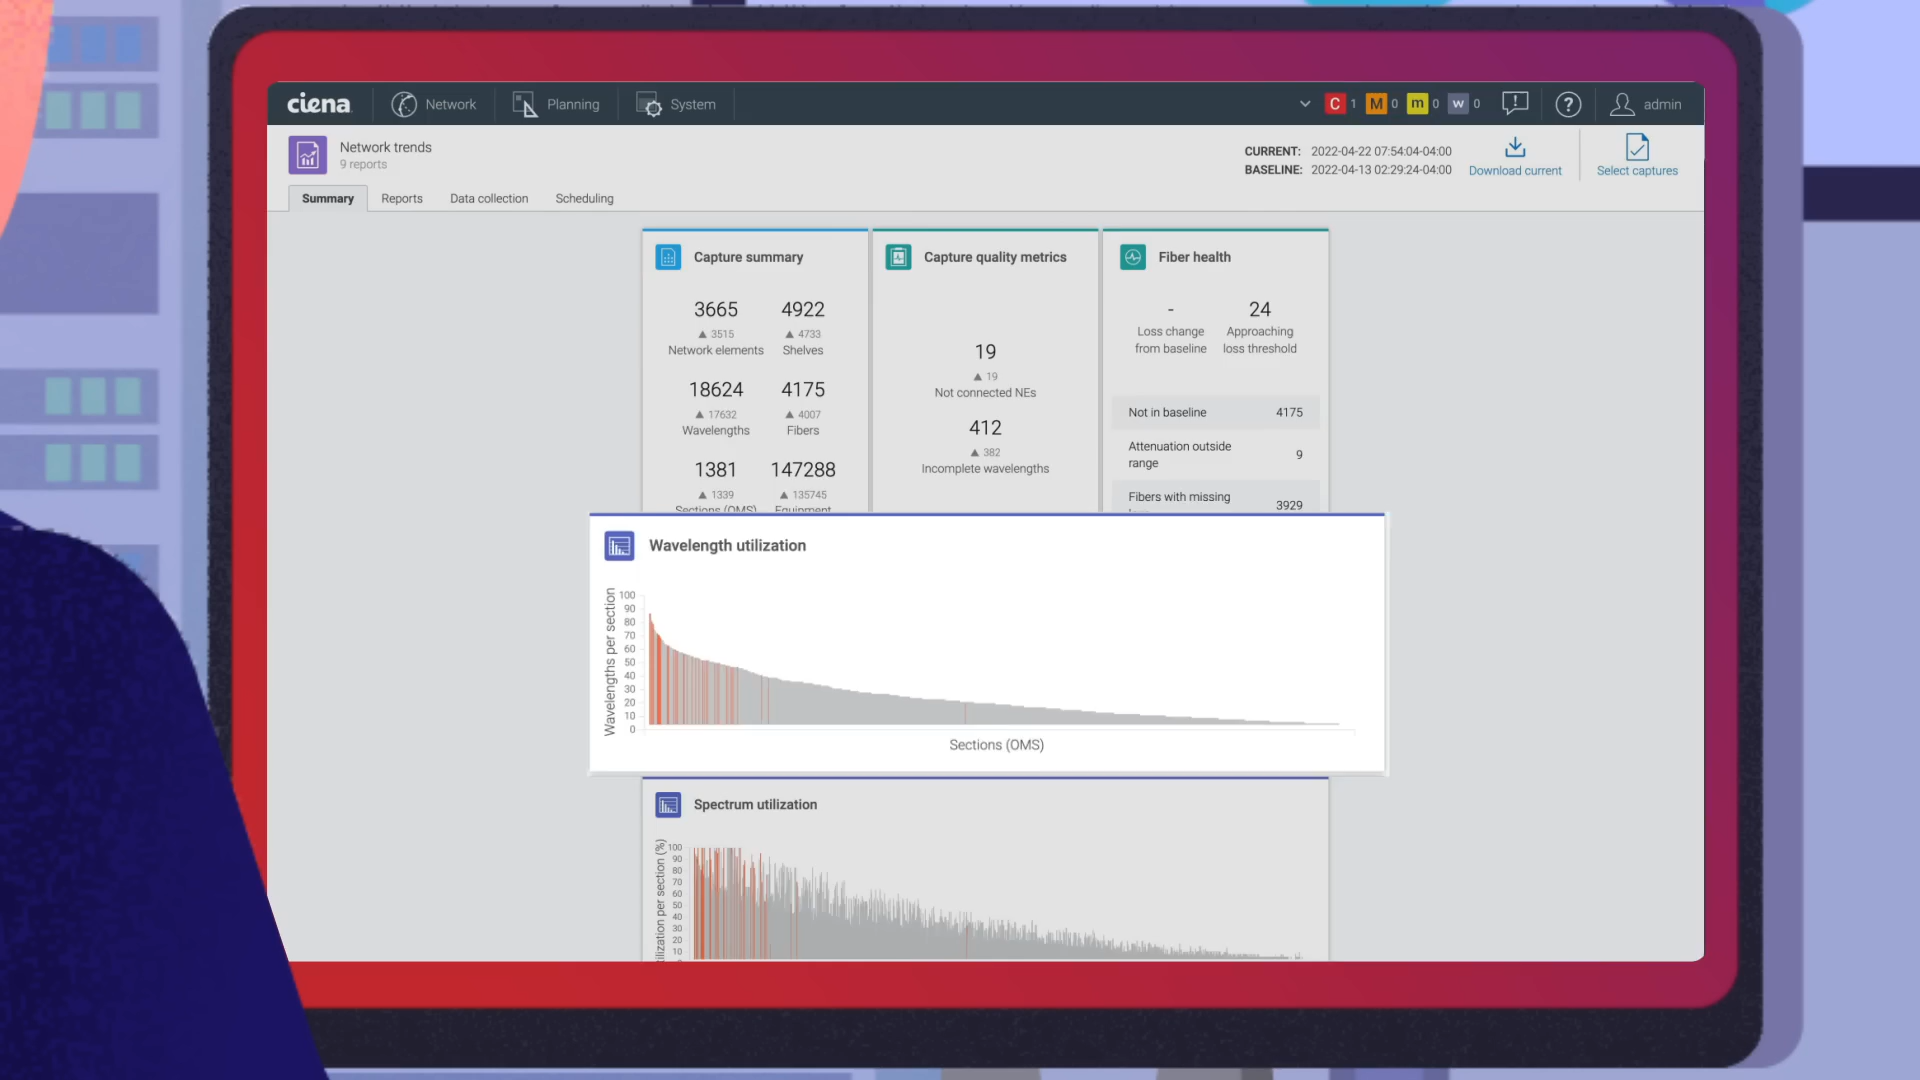 ciena Network Planning System C 1 M 0 m 0 w 0 ? admin
Network trends
9 reports
CURRENT: 2022-04-22 07:54:04-04:00
BASELINE: 2022-04-13 02:29:24-04:00
Download current
Select captures
Summary Reports Data collection Scheduling
Capture summary
3665 4922
▲ 3515 ▲ 4733
Network elements Shelves
18624 4175
▲ 17632 ▲ 4007
Wavelengths Fibers
1381 147288
▲ 1339 ▲ 135745
Sections (OMS) Equipment
Capture quality metrics
19
▲ 19
Not connected NEs
412
▲ 382
Incomplete wavelengths
Fiber health
- 24
Loss change Approaching
from baseline loss threshold
Not in baseline 4175
Attenuation outside
range 9
Fibers with missing
3929
Wavelength utilization
Wavelengths per section
100
90
80
70
60
50
40
30
20
10
0
Sections (OMS)
Spectrum utilization
per section (%)
100
90
80
70
60
50
40
30
20
10